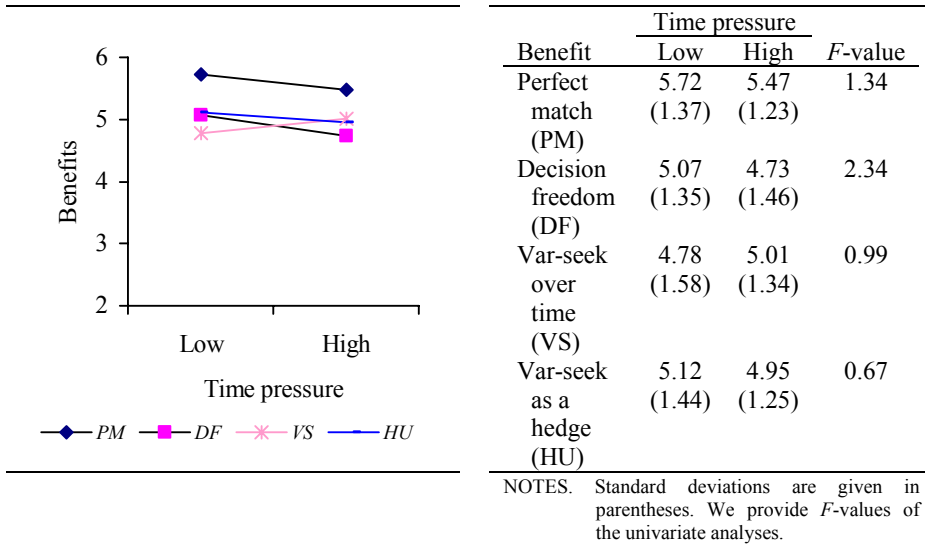 6
5
4
3
2
Benefits
Low High
Time pressure
PM DF VS HU
Time pressure
Benefit Low High F-value
Perfect 5.72 5.47 1.34
match (1.37) (1.23)
(PM)
Decision 5.07 4.73 2.34
freedom (1.35) (1.46)
(DF)
Var-seek 4.78 5.01 0.99
over (1.58) (1.34)
time
(VS)
Var-seek 5.12 4.95 0.67
as a (1.44) (1.25)
hedge
(HU)
NOTES. Standard deviations are given in
parentheses. We provide F-values of
the univariate analyses.